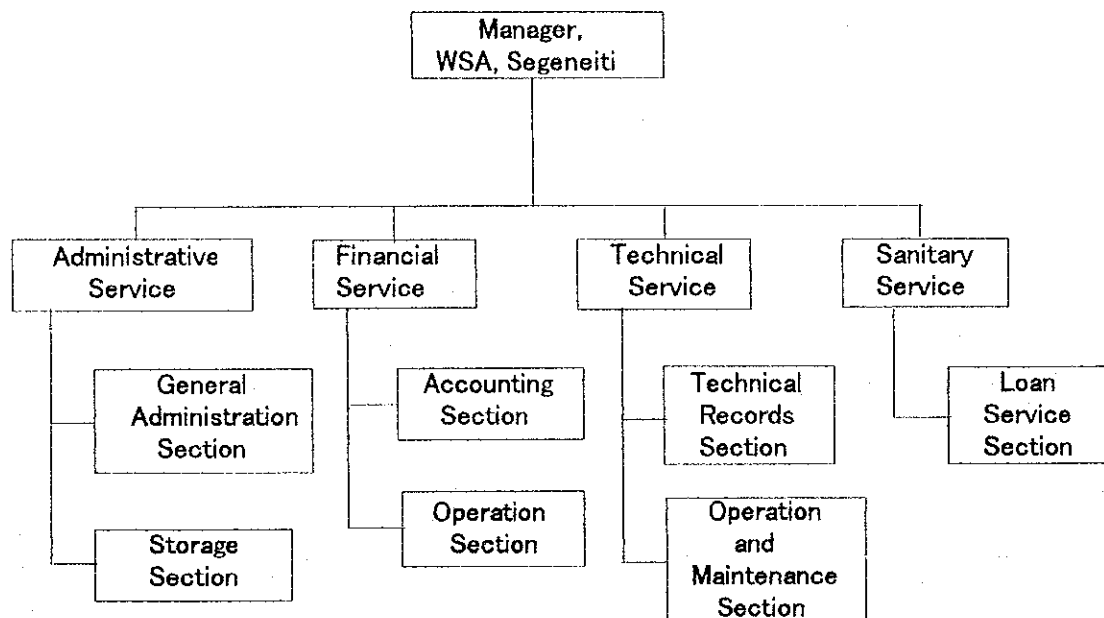 Manager,
WSA, Segeneiti
Administrative
Service
Financial
Service
Technical
Service
Sanitary
Service
General
Administration
Section
Accounting
Section
Technical
Records
Section
Loan
Service
Section
Storage
Section
Operation
Section
Operation
and
Maintenance
Section